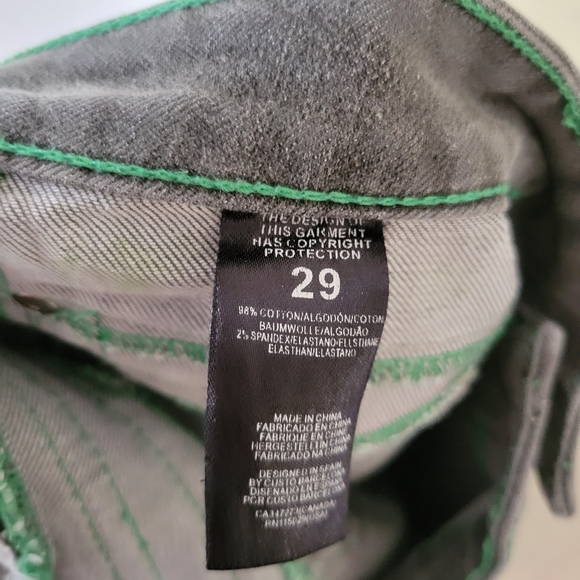 THE DESIGN OF
THIS GARMENT
HAS COPYRIGHT
PROTECTION
29
98% COTTON/ALGODÓN/COTON
BAUMWOLLE/ALGODÃO
2% SPANDEX/ELASTANO-ELLSTHANE
ELASTHAN/ELASTANO
MADE IN CHINA
FABRICADO EN CHINA
FABRIQUE EN CHINE
HERGESTELLT IN CHINA
FABRICADO NA CHINA
DESIGNED IN SPAIN
BY CUSTO BARCELONA
DISENADO EN ESPAÑA
POR CUSTO BARCELONA